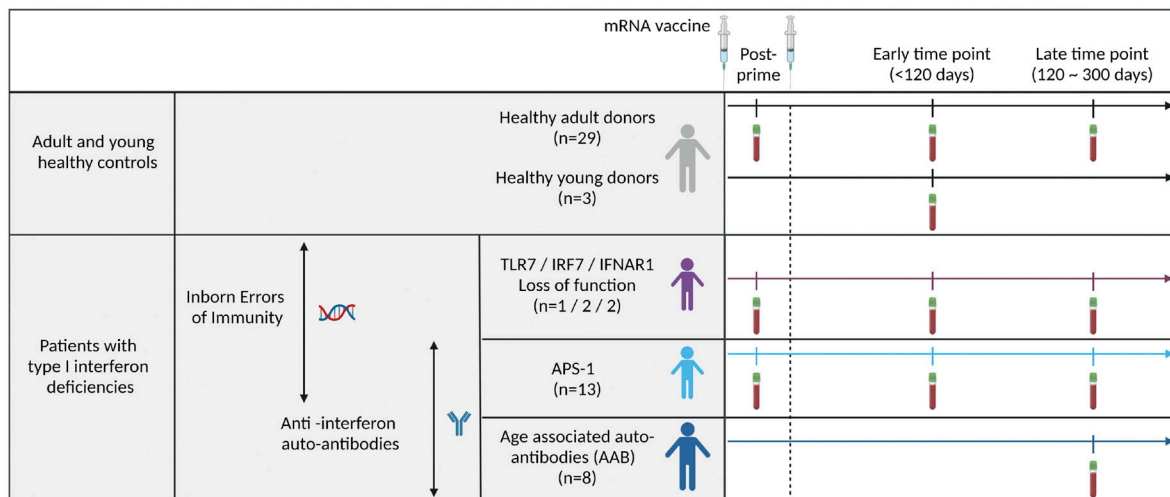 mRNA vaccine
Post-
prime
Early time point
(<120 days)
Late time point
(120 ~ 300 days)
Adult and young
healthy controls
Healthy adult donors
(n=29)
Healthy young donors
(n=3)
Patients with
type I interferon
deficiencies
Inborn Errors
of Immunity
Anti -interferon
auto-antibodies
TLR7 / IRF7 / IFNAR1
Loss of function
(n=1 / 2 / 2)
APS-1
(n=13)
Age associated auto-
antibodies (AAB)
(n=8)